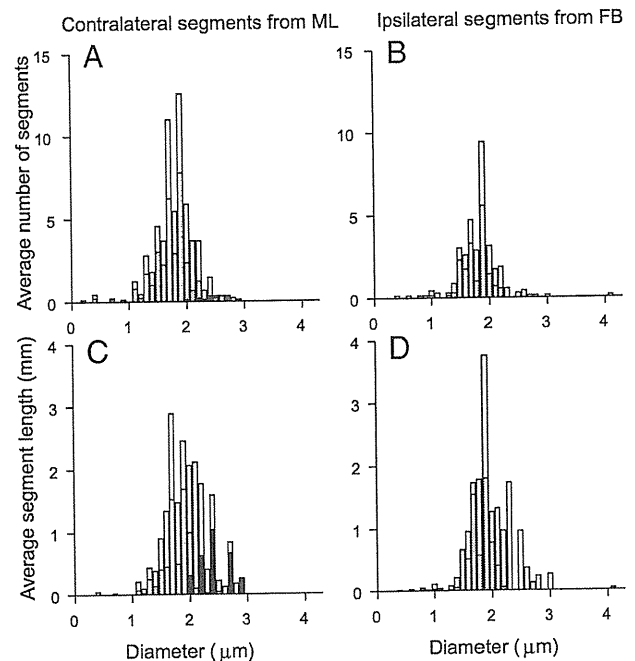 Contralateral segments from ML
Ipsilateral segments from FB
A
B
Average number of segments
15
10
5
0
0 1 2 3 4
15
10
5
0
0 1 2 3 4
C
D
Average segment length (mm)
4
3
2
1
0
0 1 2 3 4
Diameter (μm)
4
3
2
1
0
0 1 2 3 4
Diameter (μm)